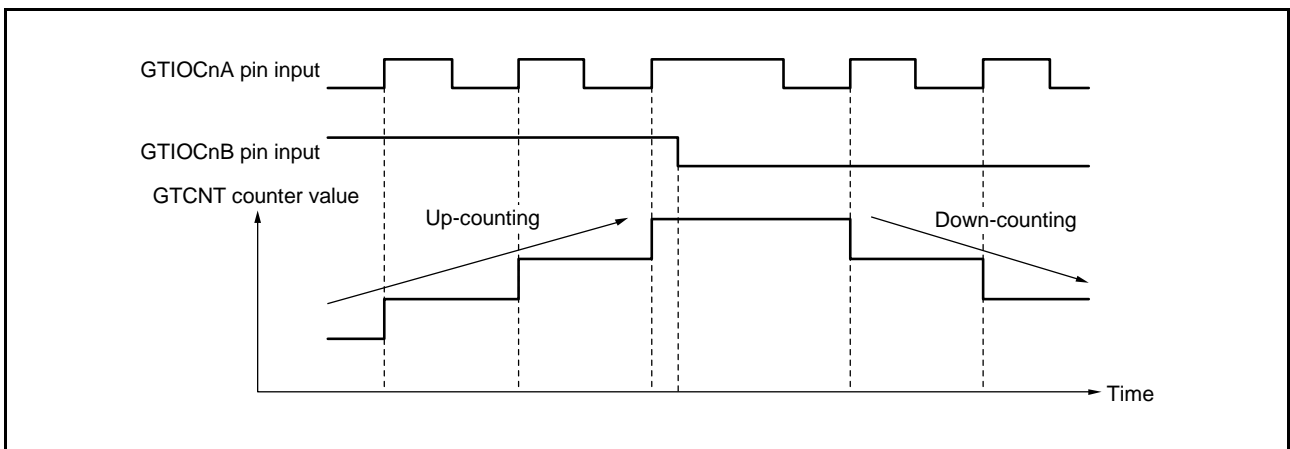 GTIOCnA pin input
GTIOCnB pin input
GTCNT counter value
Up-counting
Down-counting
Time